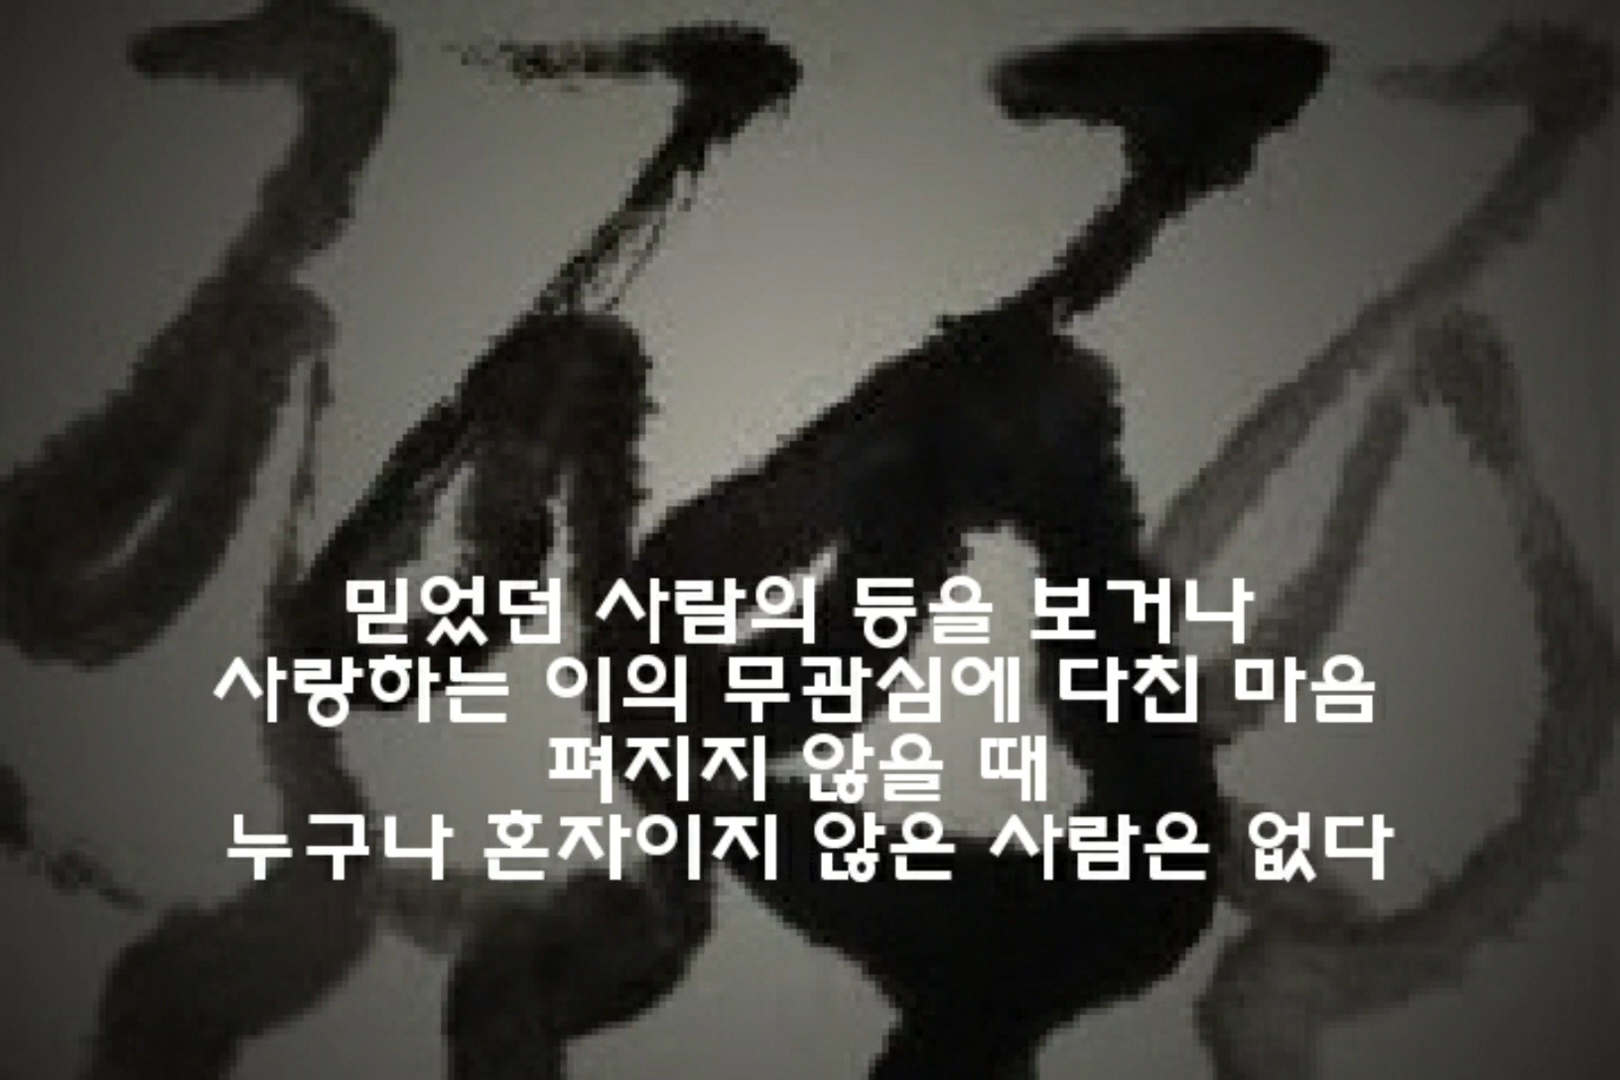 믿었던 사람의 등을 보거나
사랑하는 이의 무관심에 다친 마음
펴지지 않을 때
누구나 혼자이지 않은 사람은 없다